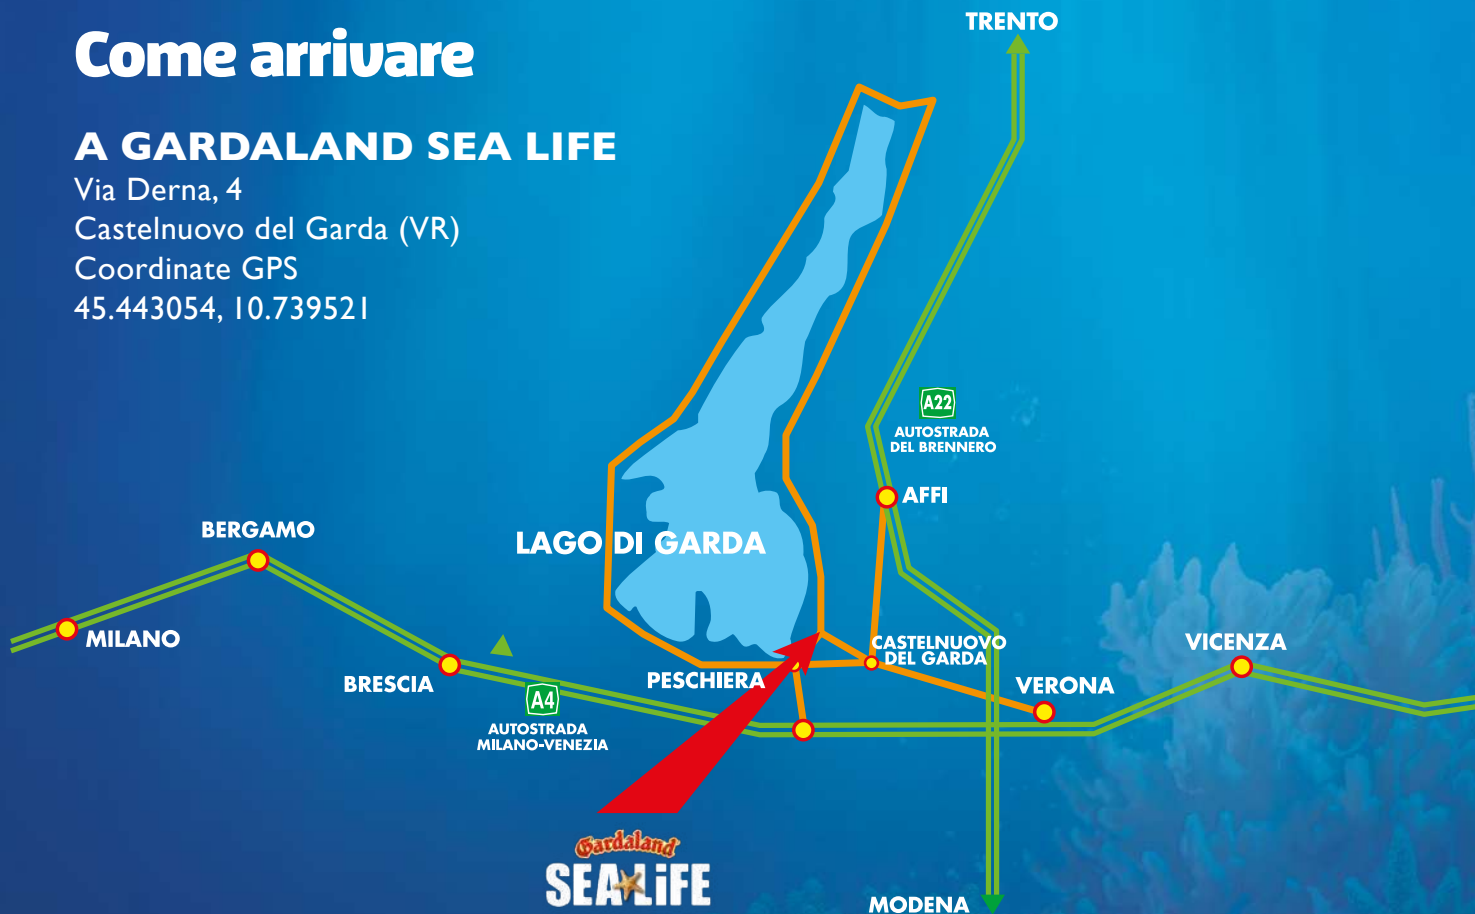 Come arrivare
A GARDALAND SEA LIFE
Via Derna, 4
Castelnuovo del Garda (VR)
Coordinate GPS
45.443054, 10.739521
TRENTO
A22
AUTOSTRADA
DEL BRENNERO
AFFI
BERGAMO
LAGO DI GARDA
MILANO
CASTELNUOVO
DEL GARDA
VICENZA
BRESCIA
PESCHIERA
VERONA
A4
AUTOSTRADA
MILANO-VENEZIA
Gardaland
SEA LiFE
MODENA